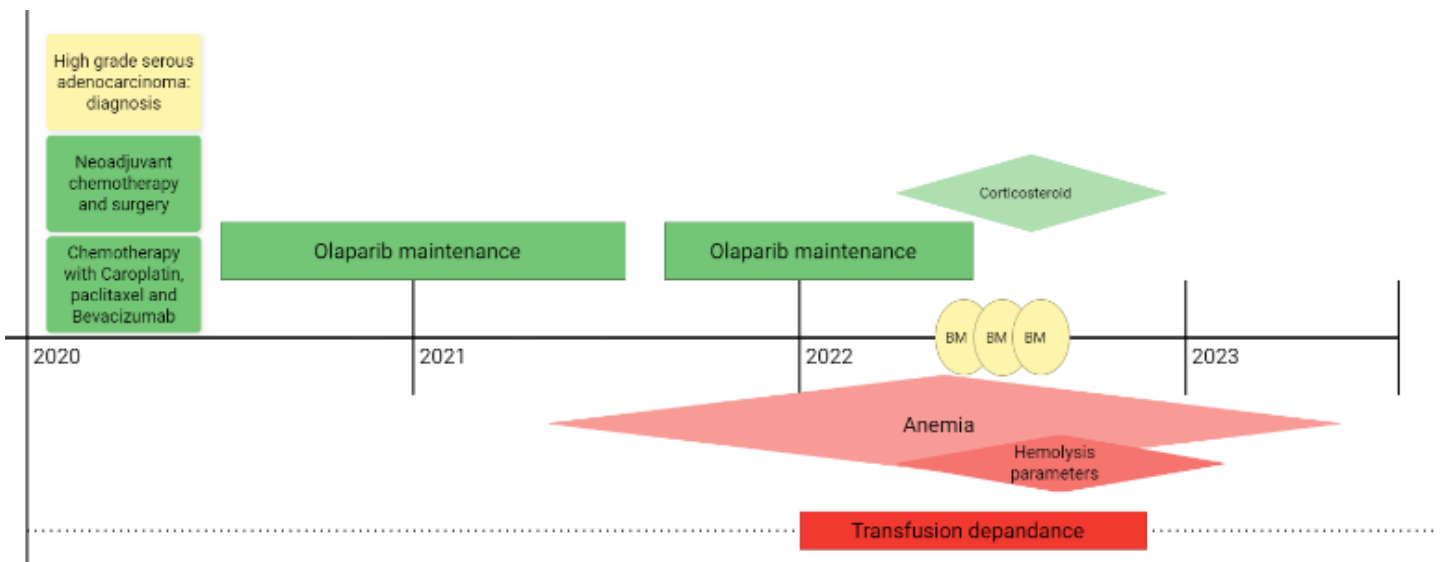 High grade serous
adenocarcinoma:
diagnosis
Neoadjuvant
chemotherapy
and surgery
Chemotherapy
with Caroplatin,
paclitaxel and
Bevacizumab
Olaparib maintenance
Olaparib maintenance
Corticosteroid
BM
BM
BM
2020
2021
2022
2023
Anemia
Hemolysis
parameters
Transfusion depandance